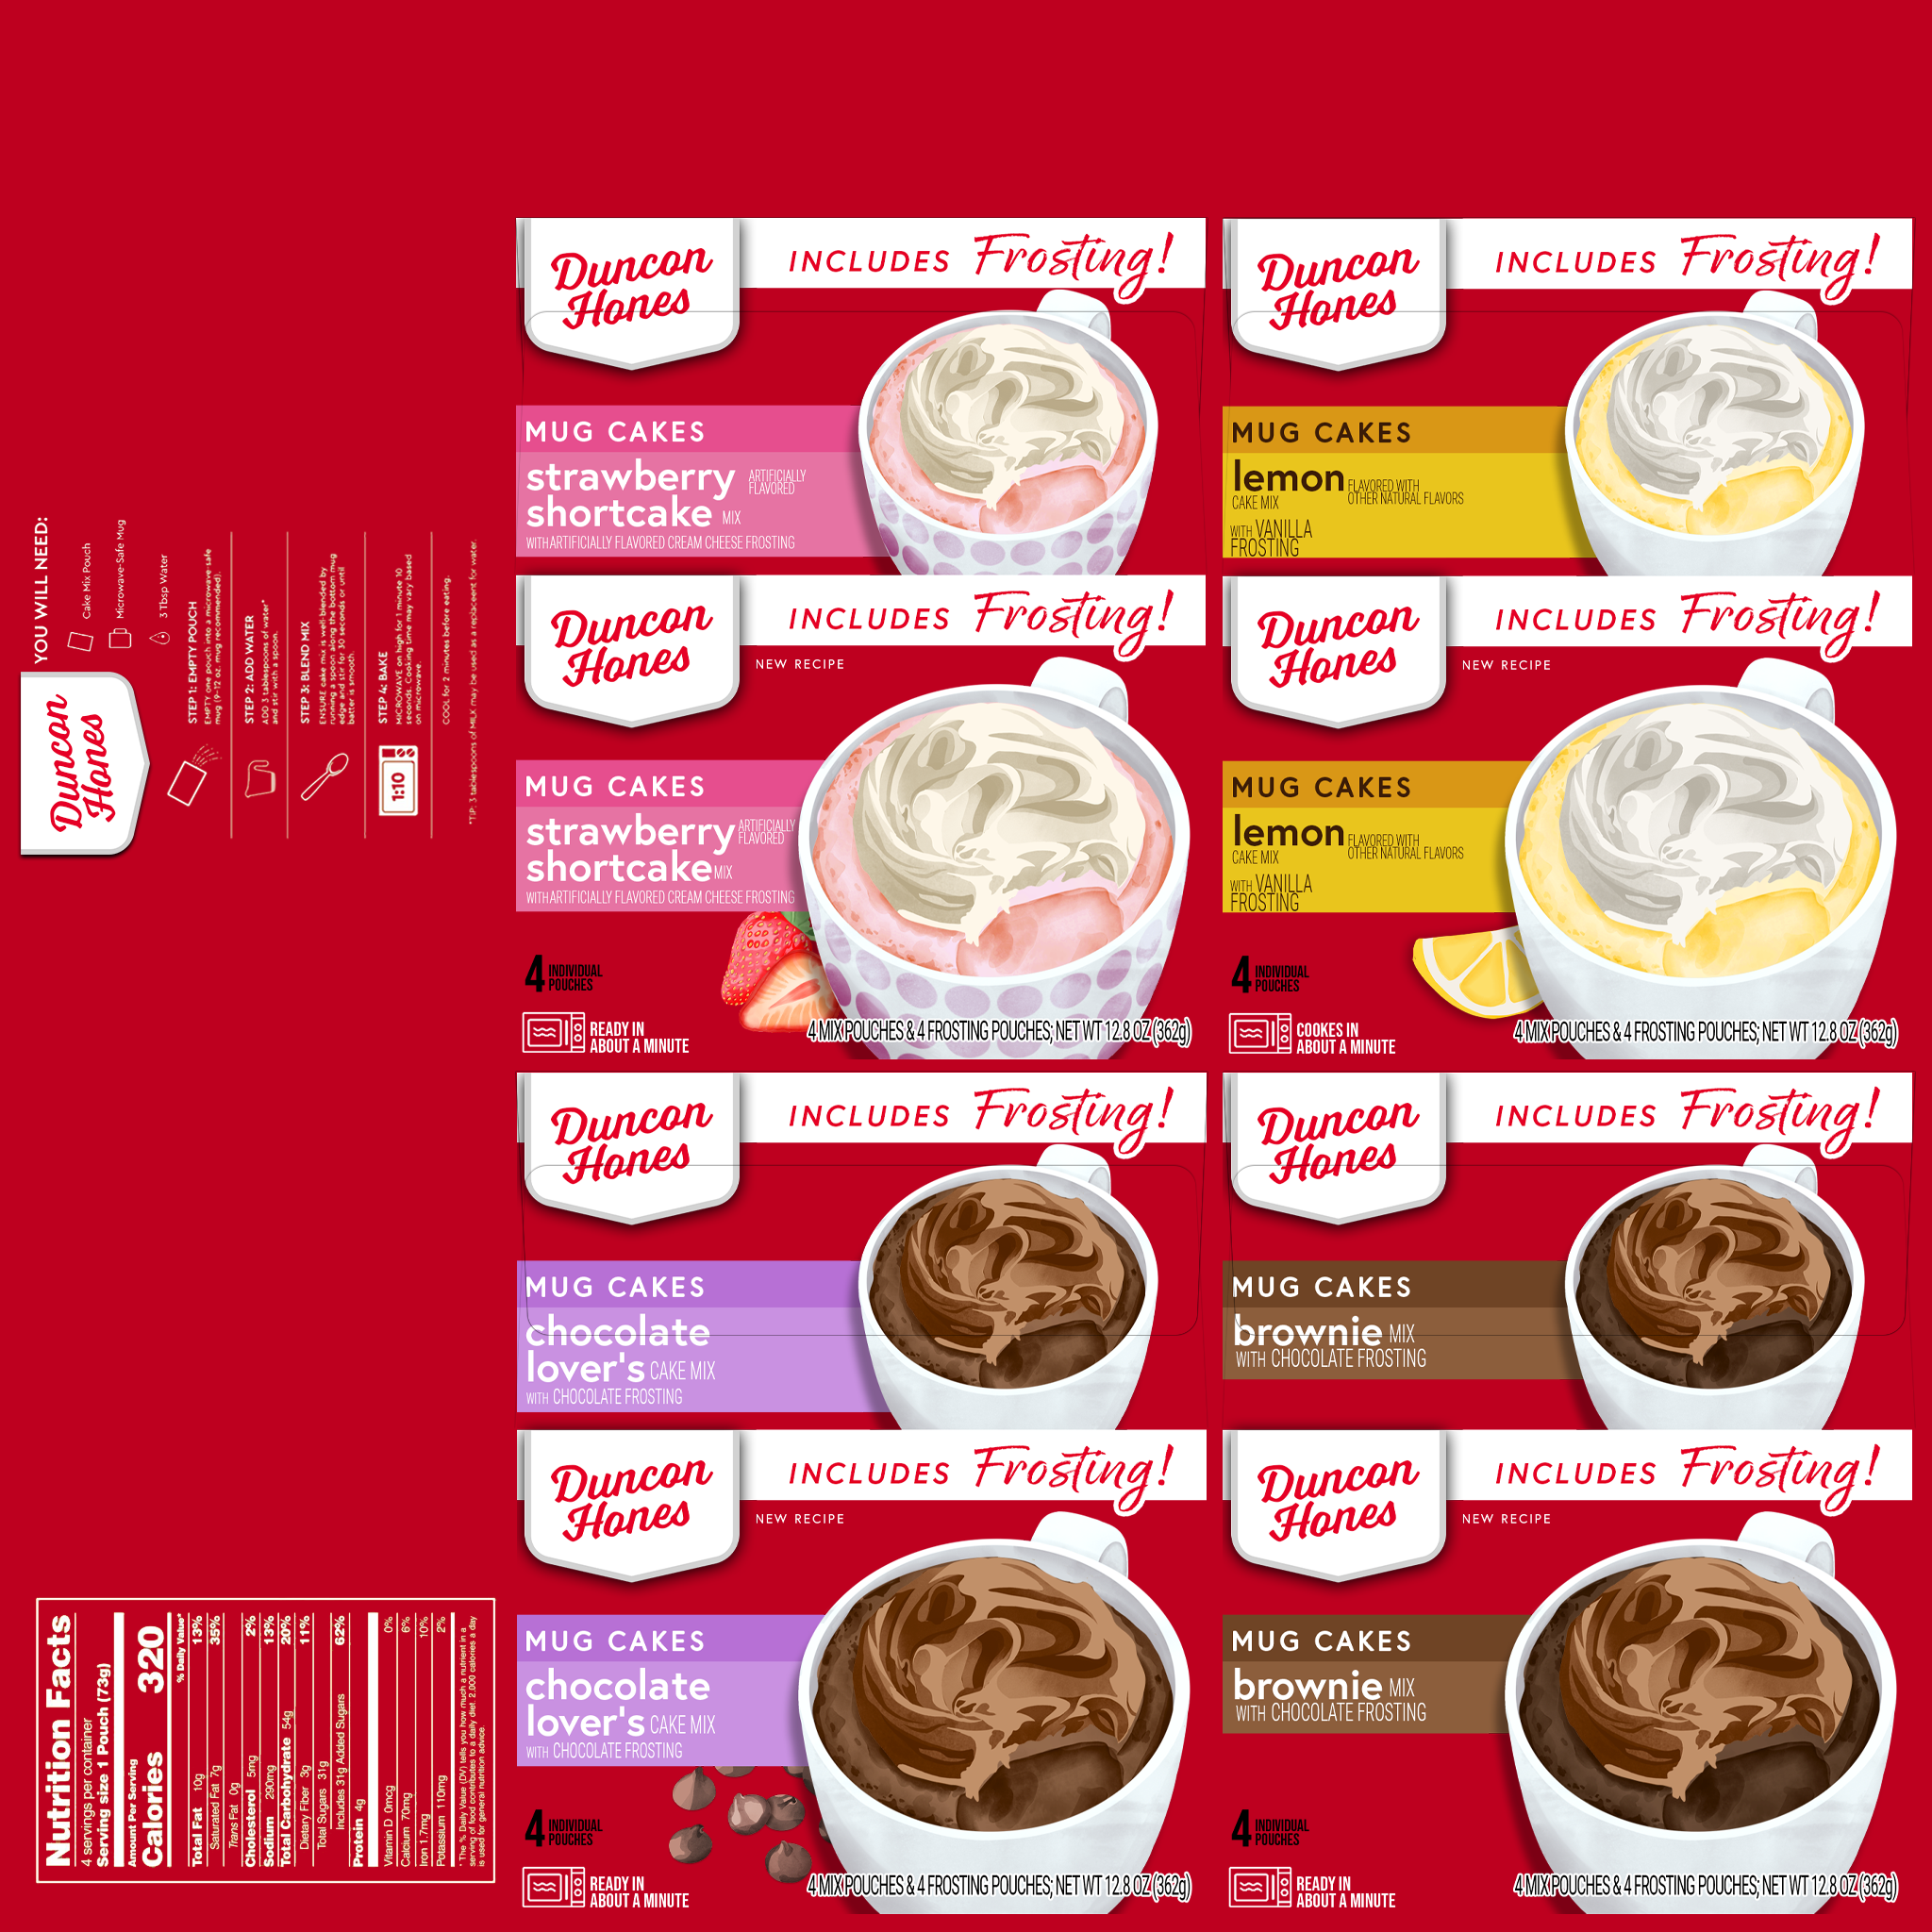 YOU WILL NEED:
Cake Mix Pouch
Microwave-Safe Mug
3 Tbsp Water
Duncon
Hones
STEP 1: EMPTY POUCH
EMPTY one pouch into a microwave-safe
mug (9-12 oz. mug recommended).
STEP 2: ADD WATER
ADD 3 tablespoons of water*
and stir with a spoon.
STEP 3: BLEND MIX
ENSURE cake mix is well-blended by
running a spoon along the bottom mug
edge and stir for 30 seconds or until
batter is smooth.
STEP 4: BAKE
1:10
MICROWAVE on high for 1 minute 10
seconds. Cooking time may vary based
on microwave.
COOL for 2 minutes before eating.
*TIP: 3 tablespoons of MILK may be used as a replaceent for water.
Nutrition Facts
4 servings per container
Serving size 1 Pouch (73g)
Amount Per Serving
Calories 320
% Daily Value*
Total Fat 10g 13%
Saturated Fat 7g 35%
Trans Fat 0g
Cholesterol 5mg 2%
Sodium 290mg 13%
Total Carbohydrate 54g 20%
Dietary Fiber 3g 11%
Total Sugars 31g
Includes 31g Added Sugars 62%
Protein 4g
Vitamin D 0mcg 0%
Calcium 70mg 6%
Iron 1.7mg 10%
Potassium 110mg 2%
* The % Daily Value (DV) tells you how much a nutrient in a
serving of food contributes to a daily diet. 2,000 calories a day
is used for general nutrition advice.
Duncon
Hones
INCLUDES Frosting!
MUG CAKES
strawberry ARTIFICIALLY FLAVORED
shortcake MIX
WITH ARTIFICIALLY FLAVORED CREAM CHEESE FROSTING
Duncon
Hones
INCLUDES Frosting!
MUG CAKES
lemon FLAVORED WITH OTHER NATURAL FLAVORS
CAKE MIX
WITH VANILLA
FROSTING
Duncon
Hones
INCLUDES Frosting!
NEW RECIPE
MUG CAKES
strawberry ARTIFICIALLY FLAVORED
shortcake MIX
WITH ARTIFICIALLY FLAVORED CREAM CHEESE FROSTING
4 INDIVIDUAL POUCHES
READY IN
ABOUT A MINUTE
4 MIX POUCHES & 4 FROSTING POUCHES; NET WT 12.8 OZ (362g)
Duncon
Hones
INCLUDES Frosting!
NEW RECIPE
MUG CAKES
lemon FLAVORED WITH OTHER NATURAL FLAVORS
CAKE MIX
WITH VANILLA
FROSTING
4 INDIVIDUAL POUCHES
COOKES IN
ABOUT A MINUTE
4 MIX POUCHES & 4 FROSTING POUCHES; NET WT 12.8 OZ (362g)
Duncon
Hones
INCLUDES Frosting!
MUG CAKES
chocolate
lover's CAKE MIX
WITH CHOCOLATE FROSTING
Duncon
Hones
INCLUDES Frosting!
MUG CAKES
brownie MIX
WITH CHOCOLATE FROSTING
Duncon
Hones
INCLUDES Frosting!
NEW RECIPE
MUG CAKES
chocolate
lover's CAKE MIX
WITH CHOCOLATE FROSTING
4 INDIVIDUAL POUCHES
READY IN
ABOUT A MINUTE
4 MIX POUCHES & 4 FROSTING POUCHES; NET WT 12.8 OZ (362g)
Duncon
Hones
INCLUDES Frosting!
NEW RECIPE
MUG CAKES
brownie MIX
WITH CHOCOLATE FROSTING
4 INDIVIDUAL POUCHES
READY IN
ABOUT A MINUTE
4 MIX POUCHES & 4 FROSTING POUCHES; NET WT 12.8 OZ (362g)